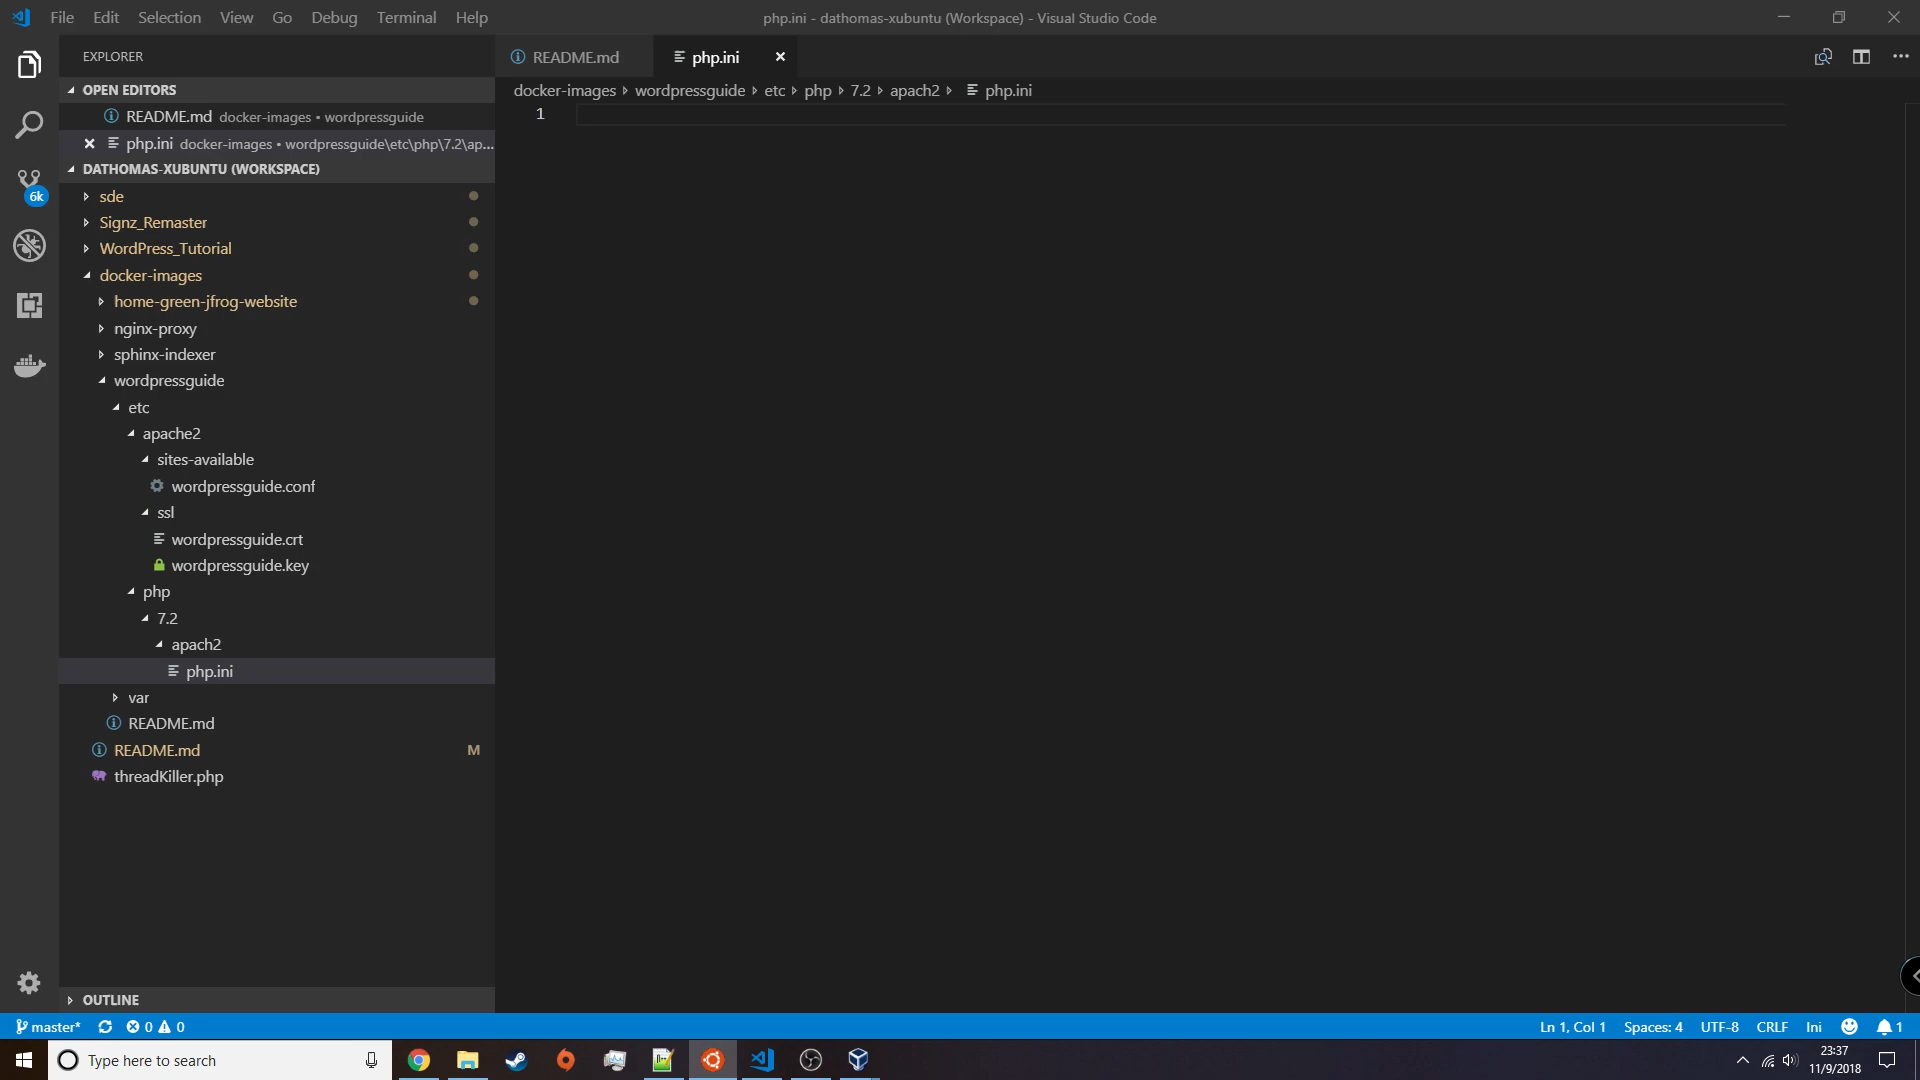 File Edit Selection View Go Debug Terminal Help
php.ini - dathomas-xubuntu (Workspace) - Visual Studio Code
EXPLORER
README.md
php.ini
OPEN EDITORS
README.md docker-images • wordpressguide
php.ini docker-images • wordpressguide\etc\php\7.2\ap...
docker-images wordpressguide etc php 7.2 apach2 php.ini
1
DATHOMAS-XUBUNTU (WORKSPACE)
6k
sde
Signz_Remaster
WordPress_Tutorial
docker-images
home-green-jfrog-website
nginx-proxy
sphinx-indexer
wordpressguide
etc
apache2
sites-available
wordpressguide.conf
ssl
wordpressguide.crt
wordpressguide.key
php
7.2
apach2
php.ini
var
README.md
README.md M
threadKiller.php
OUTLINE
master* 0 0
Ln 1, Col 1 Spaces: 4 UTF-8 CRLF Ini 1
Type here to search
23:37
11/9/2018